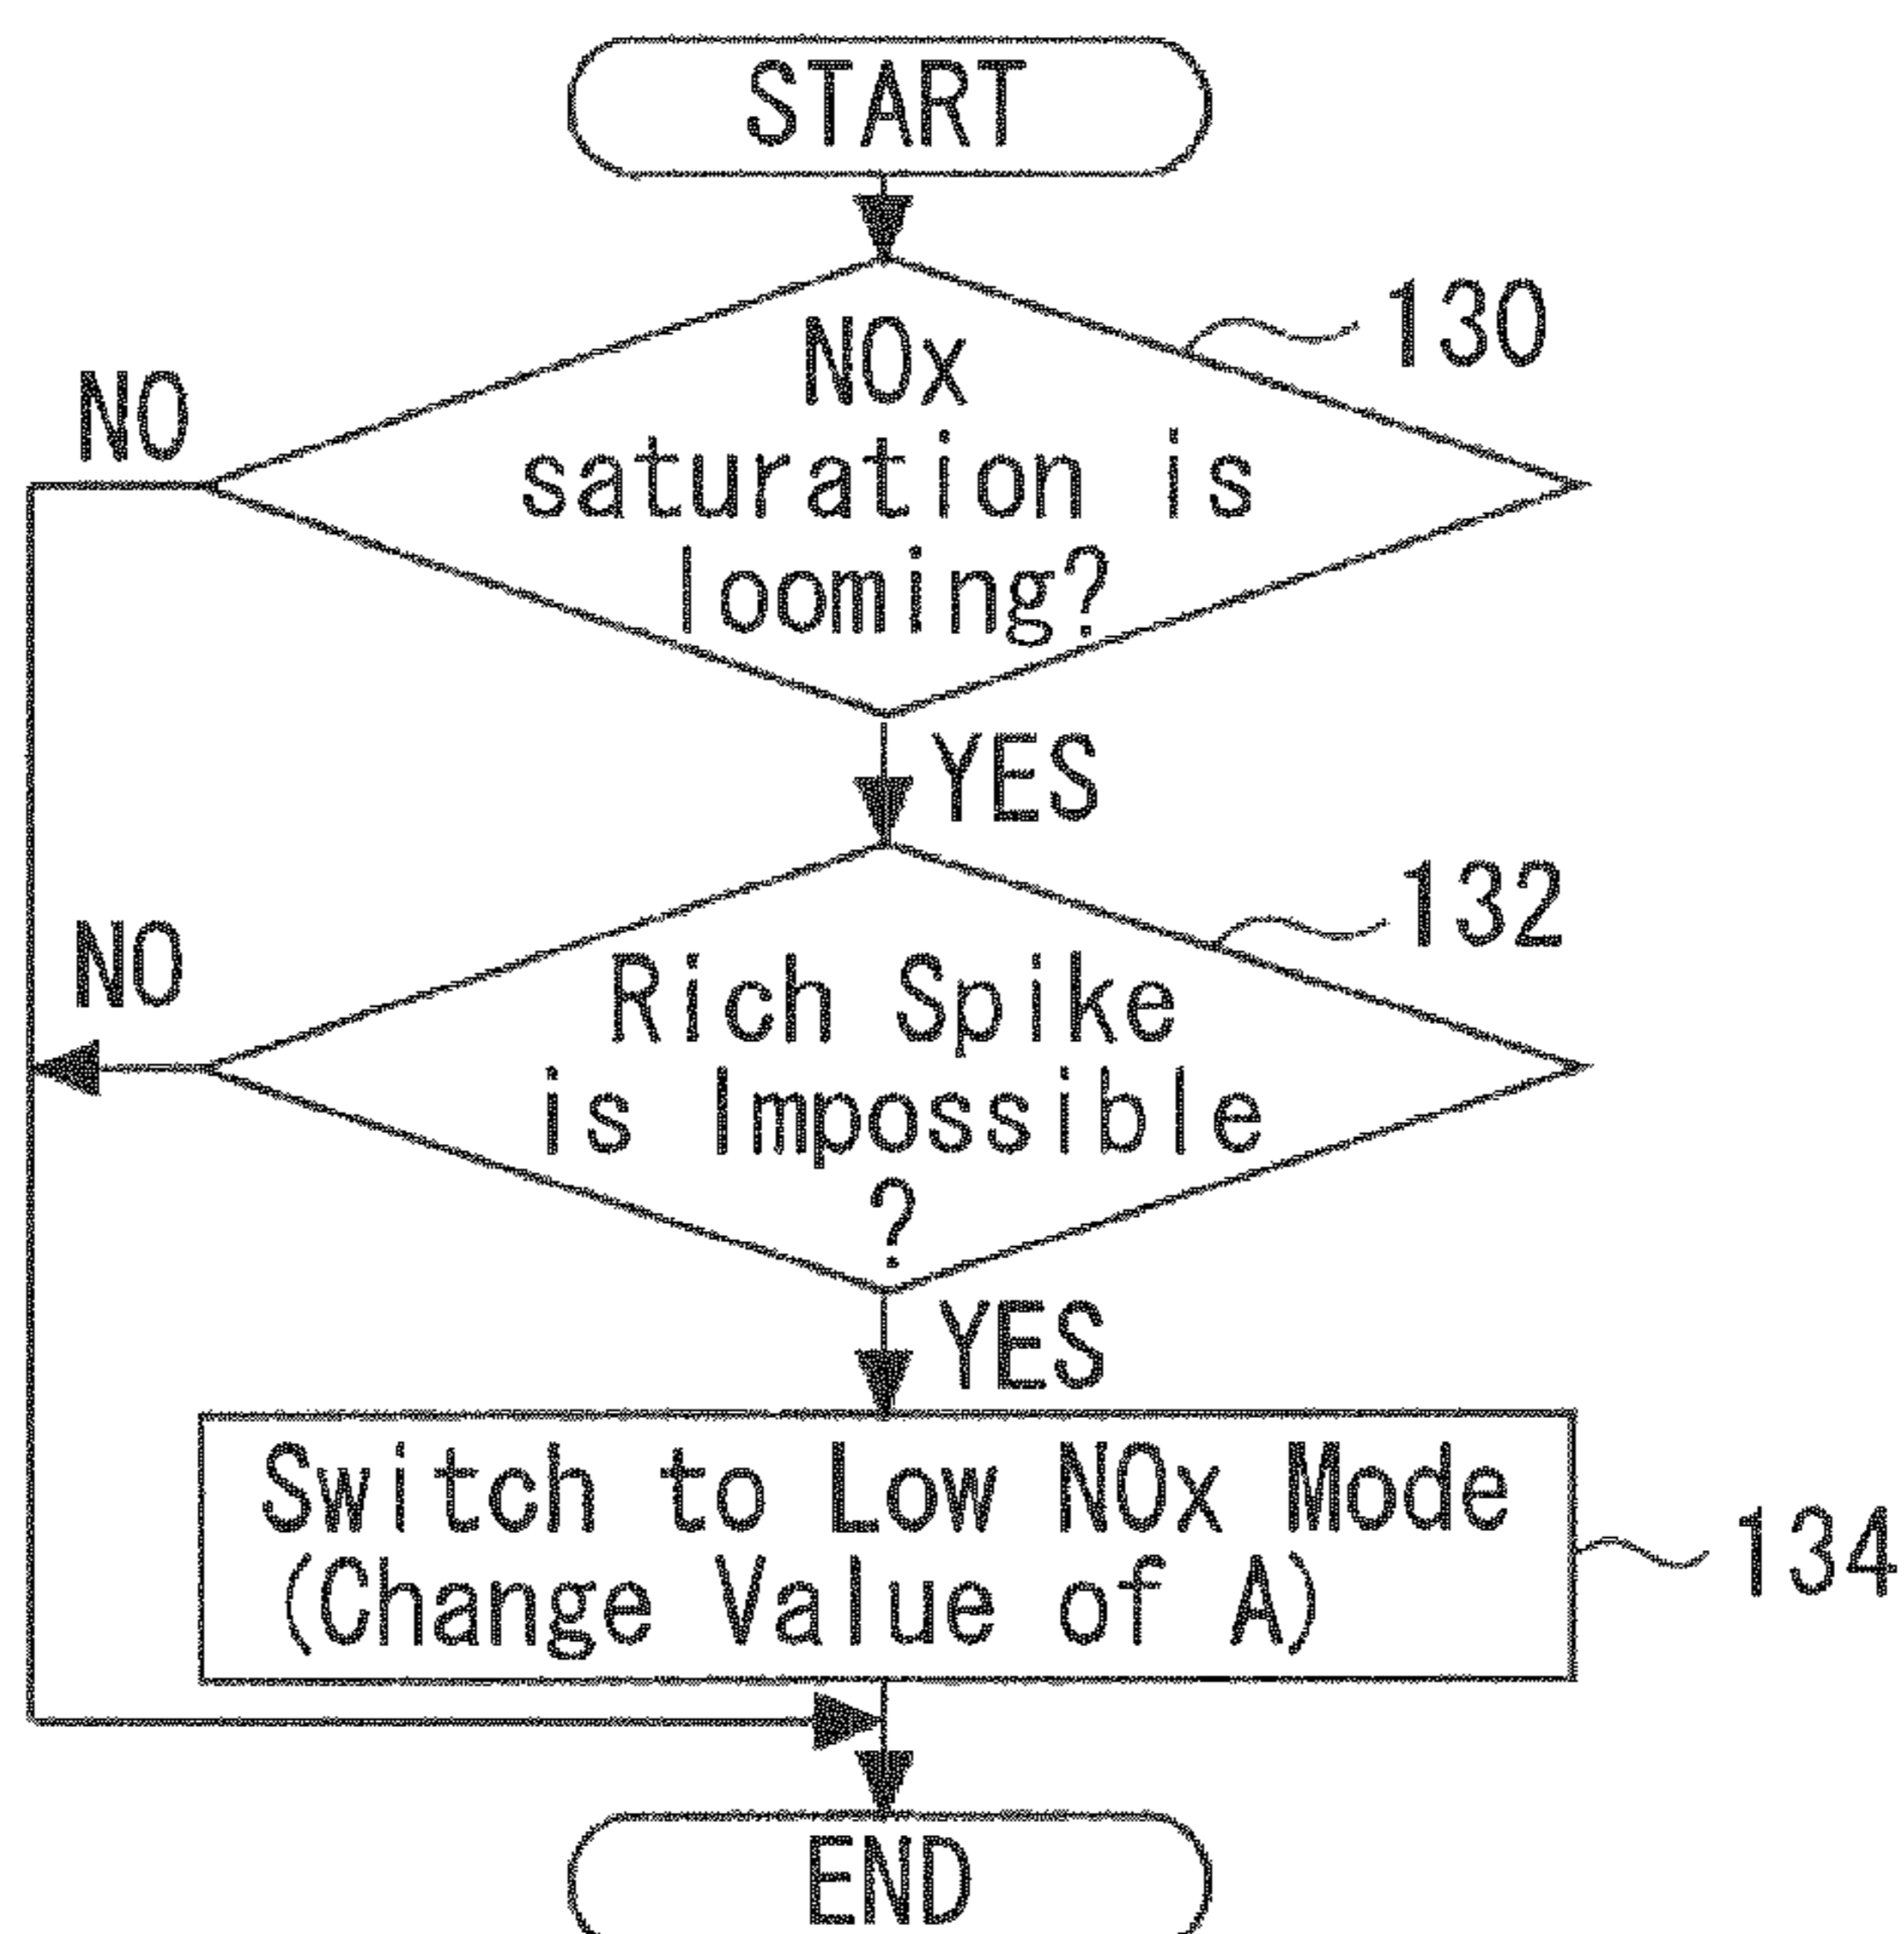 START
130
NOx
saturation is
looming?
NO
YES
132
Rich Spike
is Impossible
?
NO
YES
Switch to Low NOx Mode
(Change Value of A)
134
END